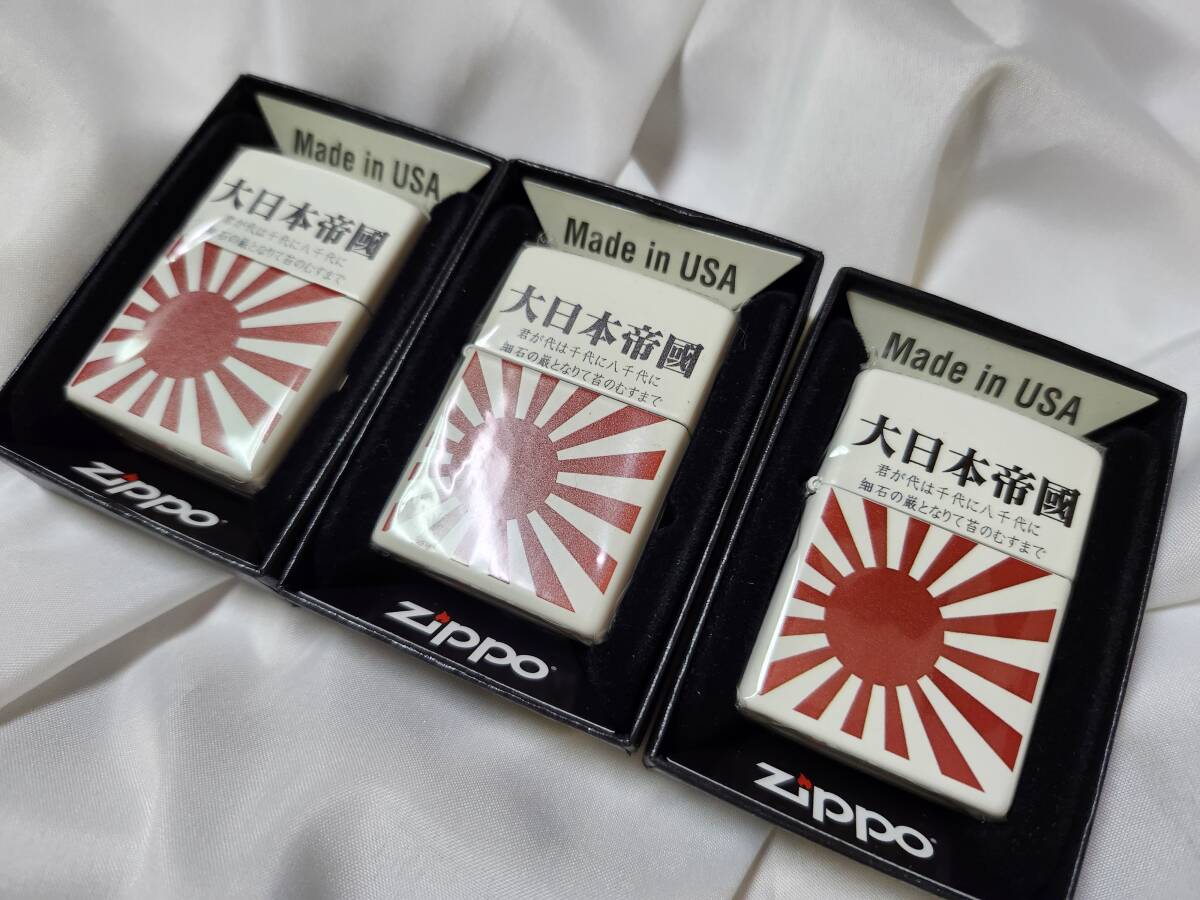 Made in USA
大日本帝國
君が代は千代に八千代に
細石の厳となりて苔のむすまで
Zippo
Made in USA
大日本帝國
君が代は千代に八千代に
細石の厳となりて苔のむすまで
Zippo
Made in USA
大日本帝國
君が代は千代に八千代に
細石の厳となりて苔のむすまで
Zippo